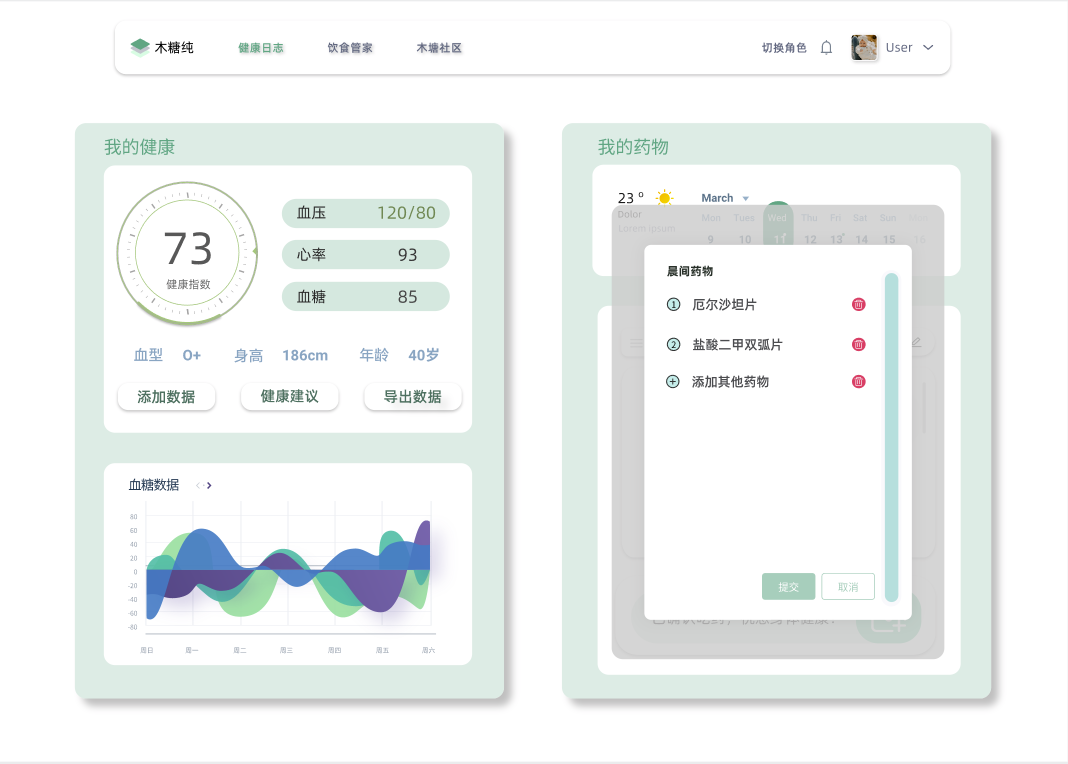 木糖纯 健康日志 饮食管家 木塘社区 切换角色 User
我的健康
73
健康指数
血压 120/80
心率 93
血糖 85
血型 O+ 身高 186cm 年龄 40岁
添加数据 健康建议 导出数据
血糖数据
80
60
40
20
0
-20
-40
-60
-80
周日 周一 周二 周三 周四 周五 周六
我的药物
23 o March
Dolor
Lorem ipsum
Mon Tues Wed Thu Fri Sat Sun
9 10 11 12 13 14 15 16
晨间药物
1 厄尔沙坦片
2 盐酸二甲双弧片
添加其他药物
提交 取消